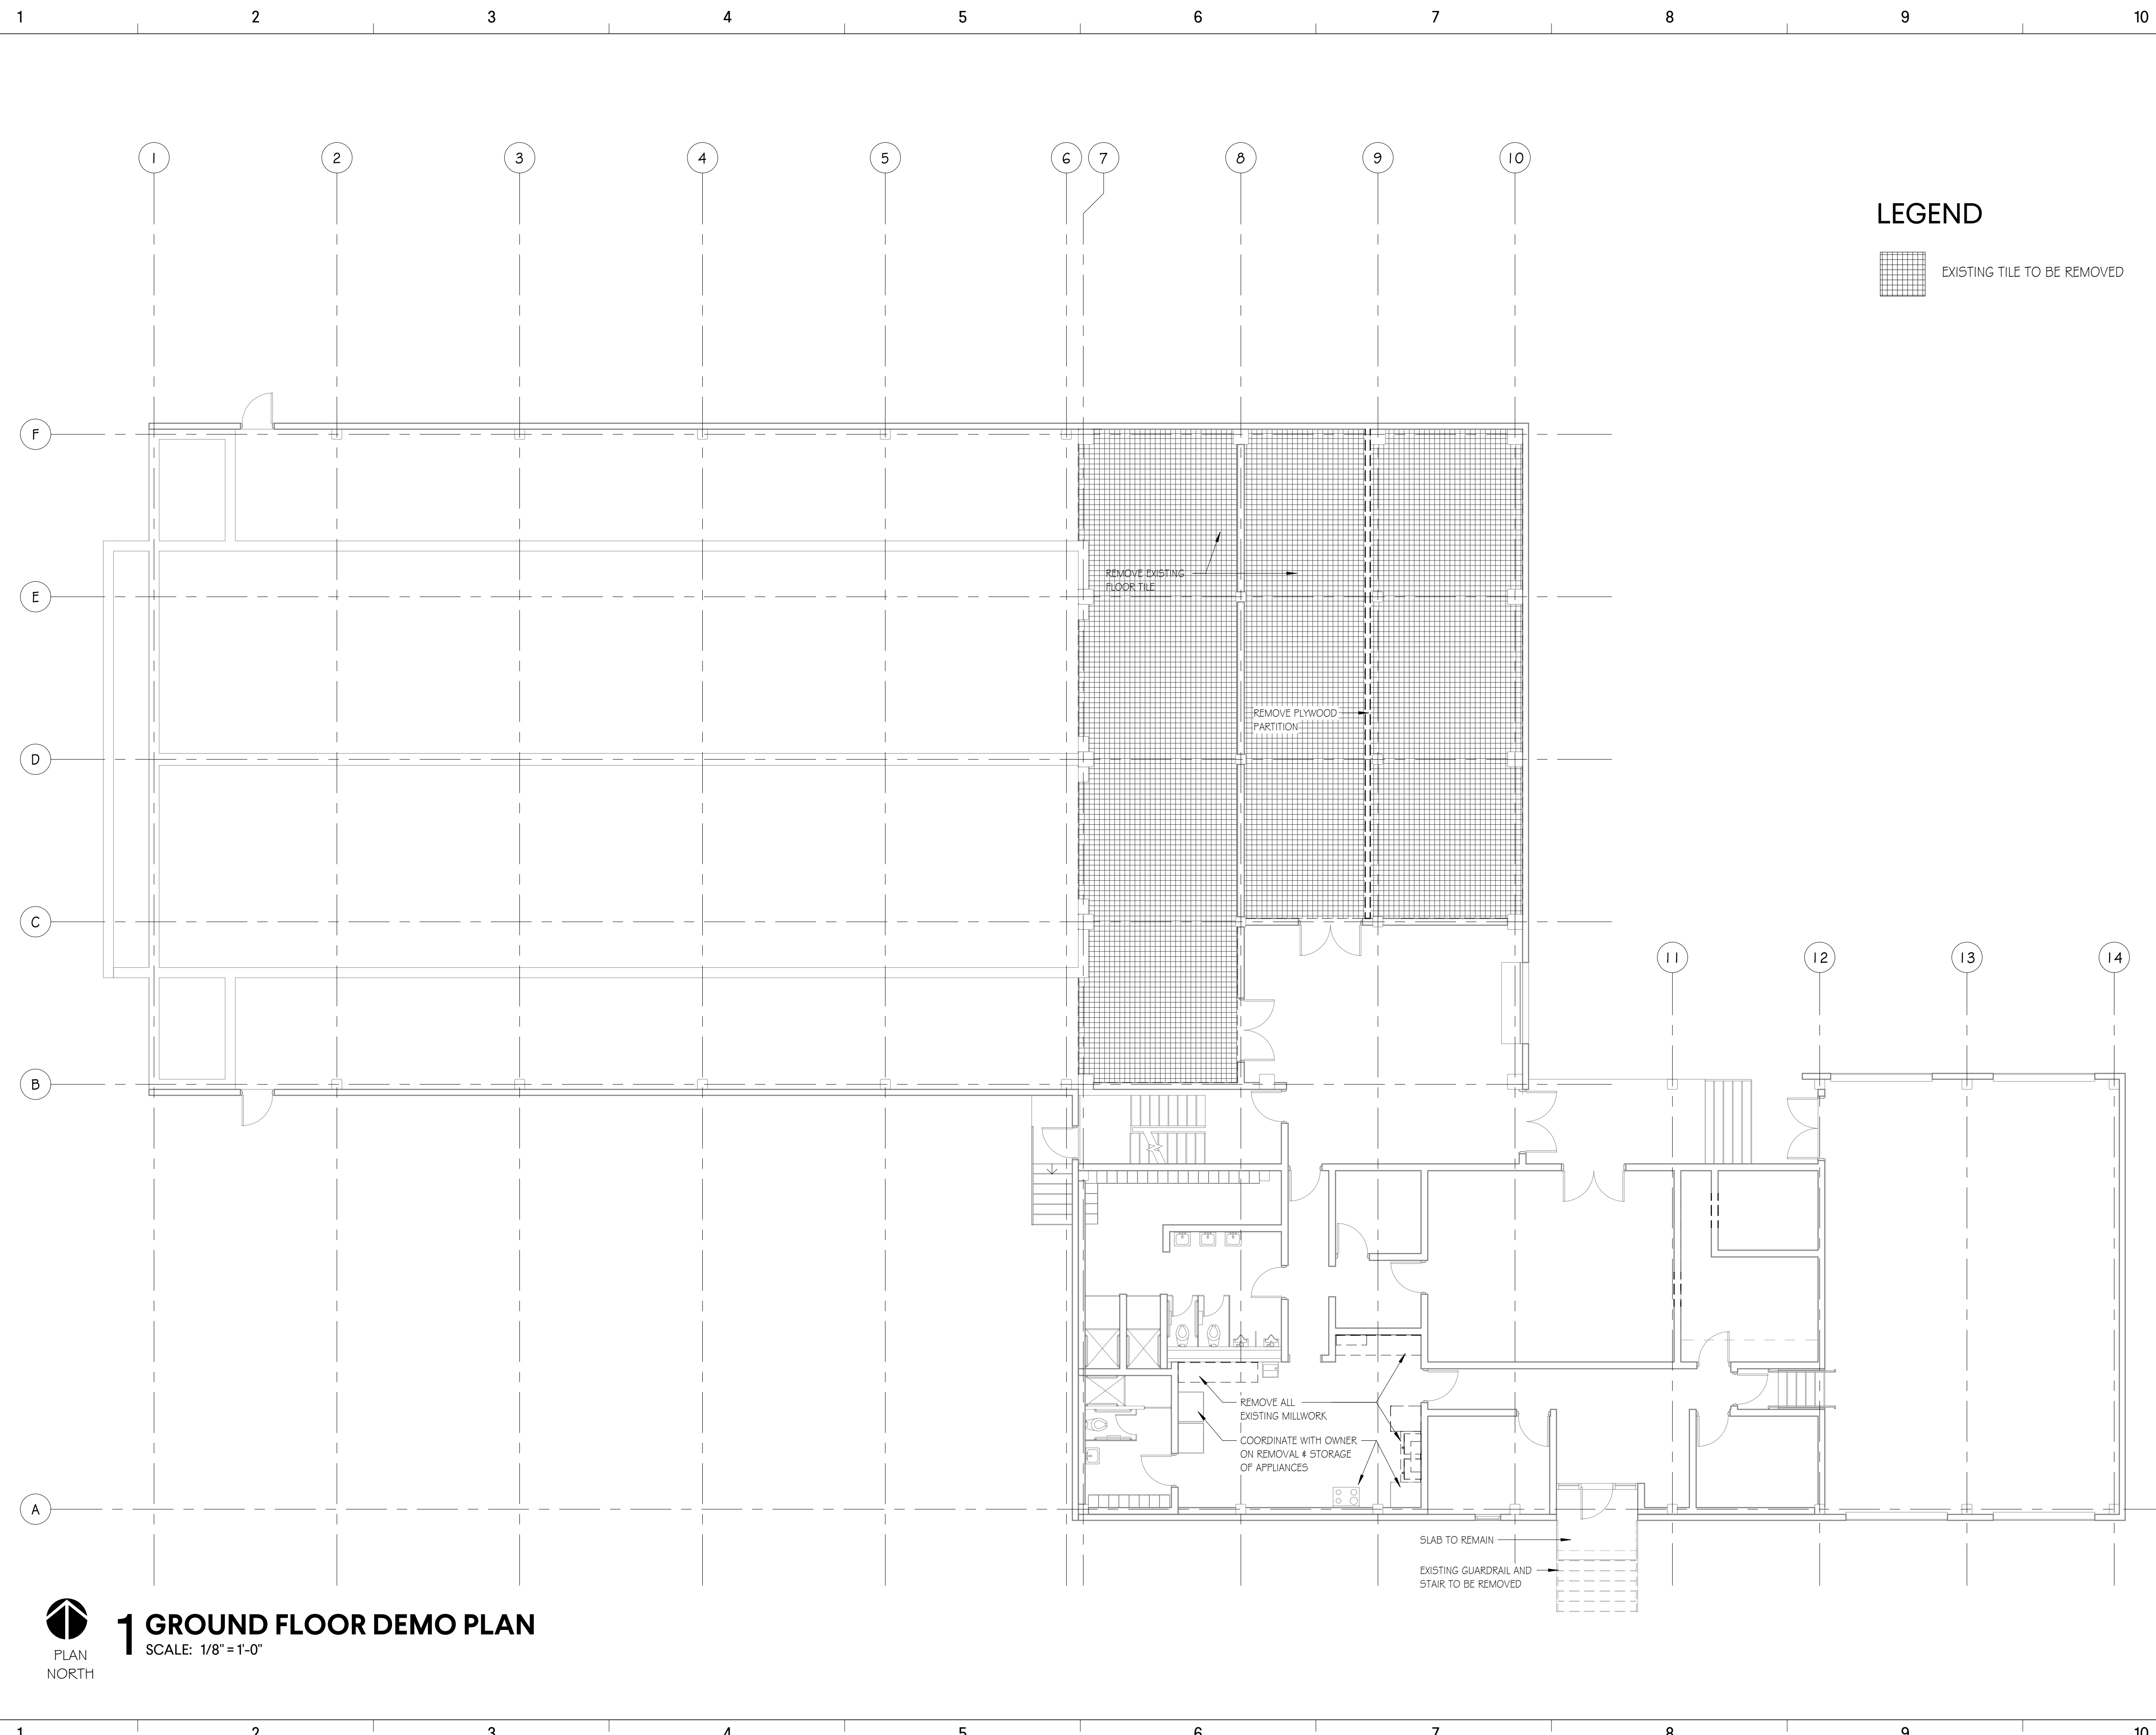 1 2 3 4 5 6 7 8 9 10
1 2 3 4 5 6 7 8 9 10
LEGEND
EXISTING TILE TO BE REMOVED
F
E
REMOVE EXISTING
FLOOR TILE
REMOVE PLYWOOD
PARTITION
D
C
11 12 13 14
B
REMOVE ALL
EXISTING MILLWORK
COORDINATE WITH OWNER
ON REMOVAL & STORAGE
OF APPLIANCES
A
SLAB TO REMAIN
EXISTING GUARDRAIL AND
STAIR TO BE REMOVED
PLAN
NORTH
1 GROUND FLOOR DEMO PLAN
SCALE: 1/8" = 1'-0"
1 2 3 4 5 6 7 8 9 10